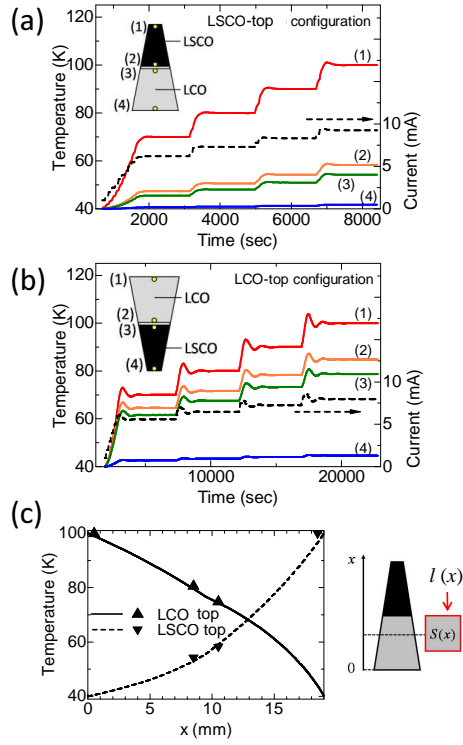 (a)
LSCO-top configuration
120
100
80
60
40
Temperature (K)
(1)
(2)
(3)
(4)
LSCO
LCO
(1)
(2)
(3)
(4)
10
5
0
Current (mA)
2000 4000 6000 8000
Time (sec)
(b)
LCO-top configuration
120
100
80
60
40
Temperature (K)
(1)
(2)
(3)
(4)
LCO
LSCO
(1)
(2)
(3)
(4)
10
5
0
Current (mA)
10000 20000
Time (sec)
(c)
100
80
60
40
Temperature (K)
LCO top
LSCO top
0 5 10 15
x (mm)
x
0
l (x)
S(x)